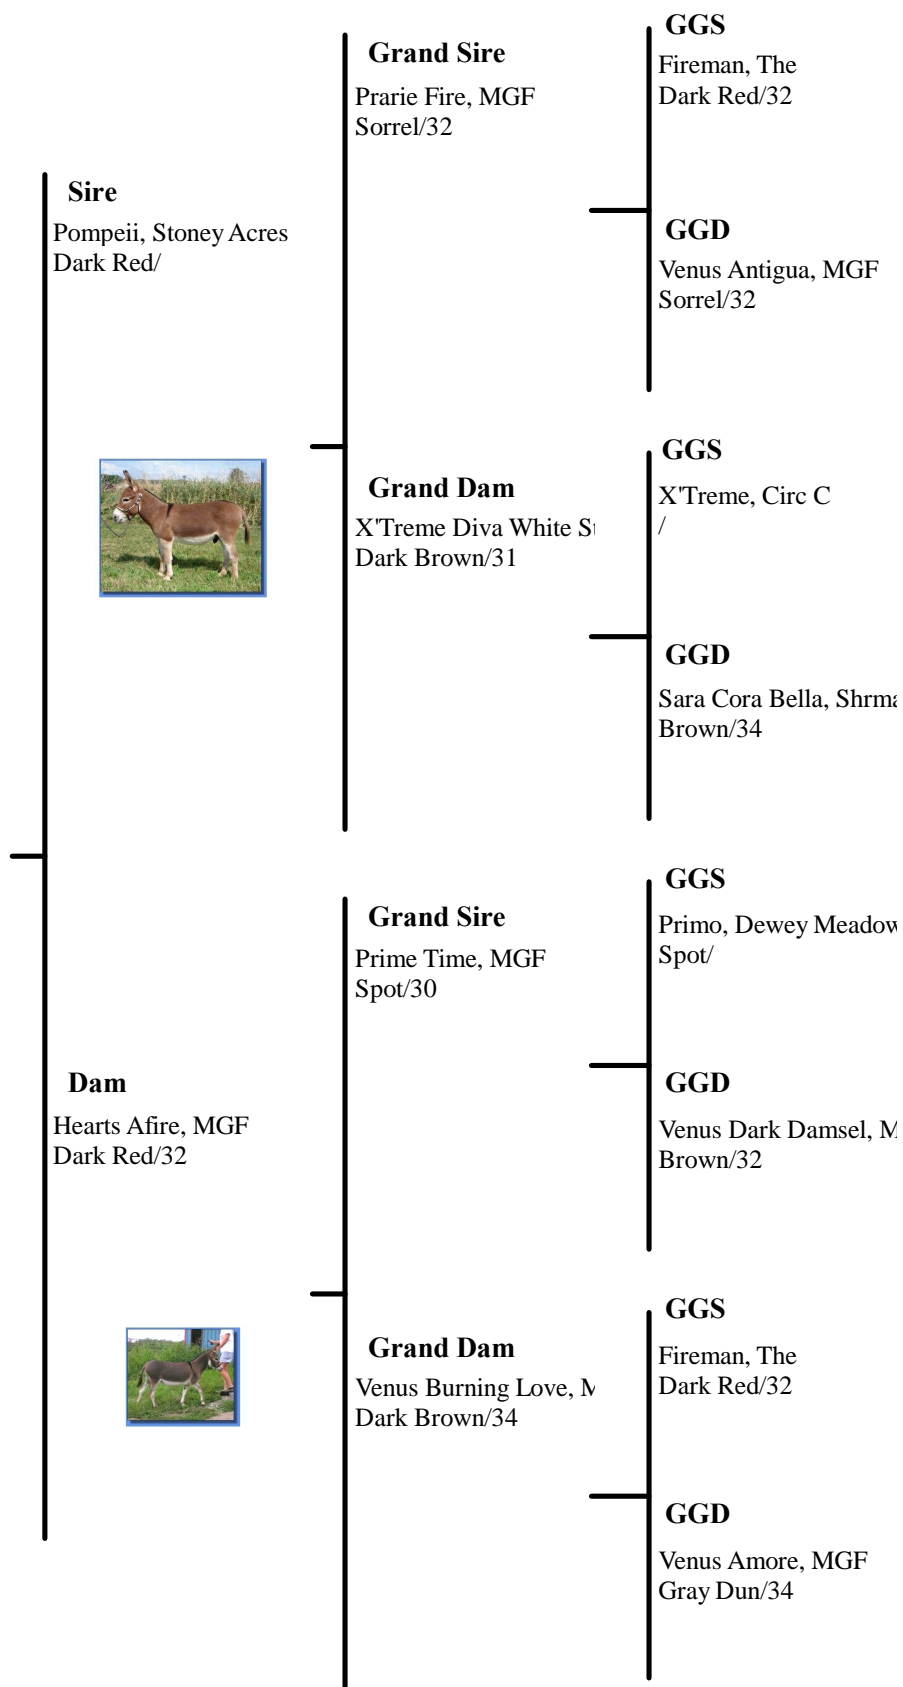 Sire
Pompeii, Stoney Acres
Dark Red/
Dam
Hearts Afire, MGF
Dark Red/32
Grand Sire
Prarie Fire, MGF
Sorrel/32
Grand Dam
X'Treme Diva White
Dark Brown/31
Grand Sire
Prime Time, MGF
Spot/30
Grand Dam
Venus Burning Love,
Dark Brown/34
GGS
Fireman, The
Dark Red/32
GGD
Venus Antigua, MGF
Sorrel/32
GGS
X'Treme, Circ C
/
GGD
Sara Cora Bella,
Brown/34
GGS
Primo, Dewey
Spot/
GGD
Venus Dark Damsel,
Brown/32
GGS
Fireman, The
Dark Red/32
GGD
Venus Amore, MGF
Gray Dun/34